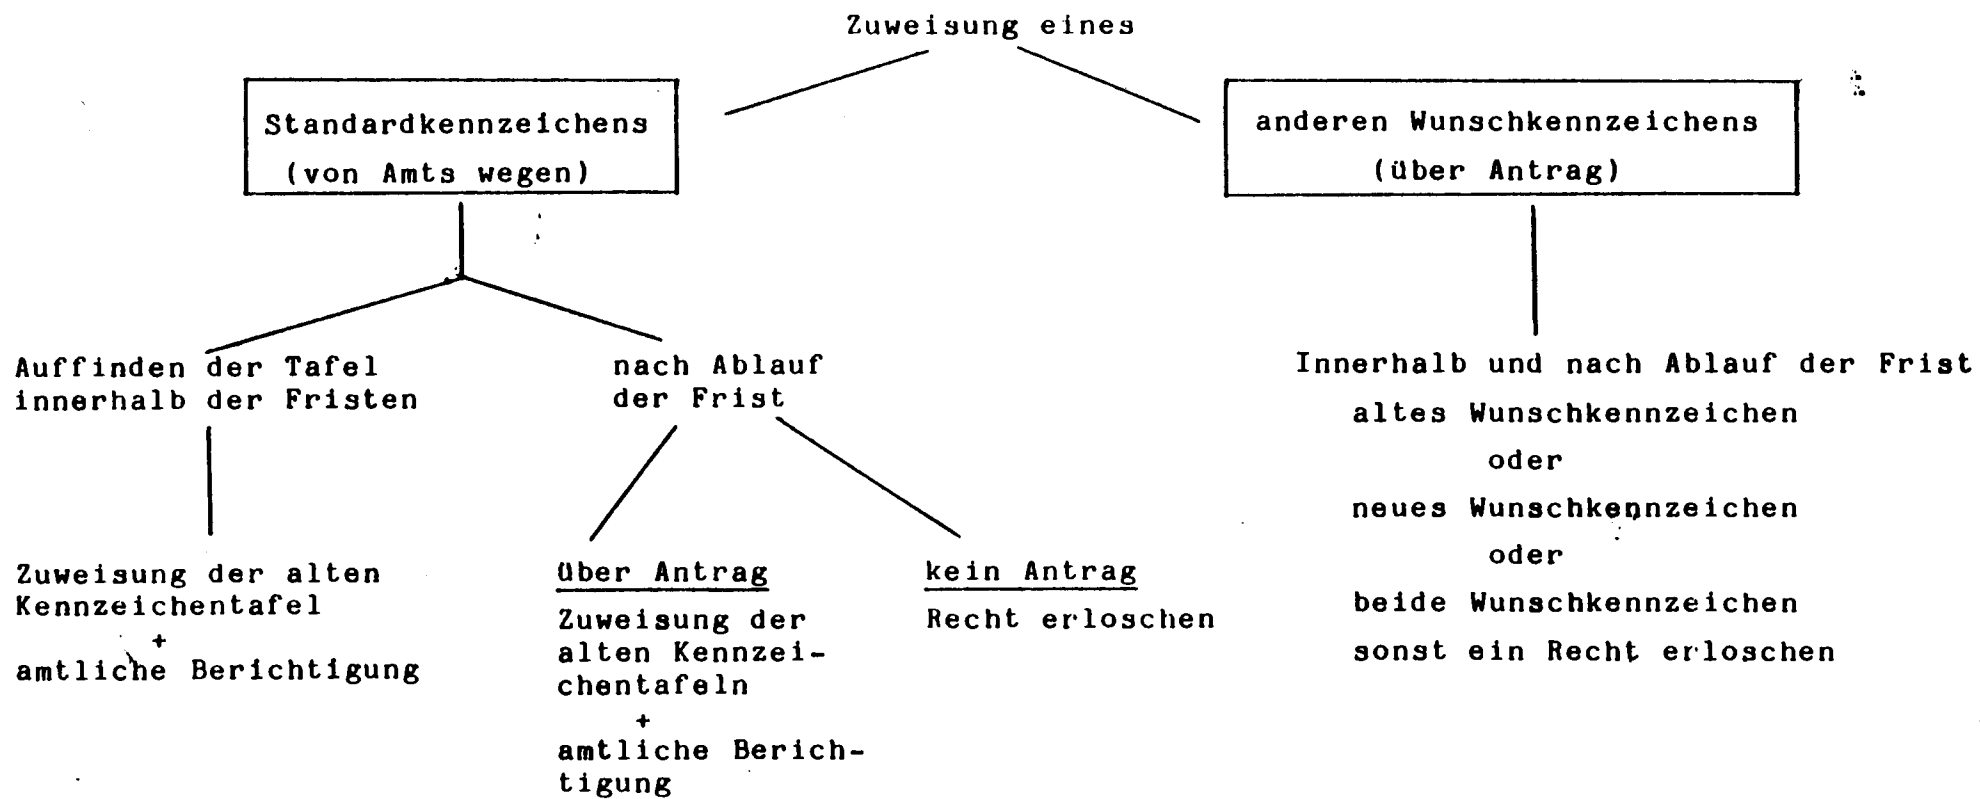 Zuweisung eines
Standardkennzeichens
(von Amts wegen)
anderen Wunschkennzeichens
(über Antrag)
Auffinden der Tafel
innerhalb der Fristen
nach Ablauf
der Frist
Innerhalb und nach Ablauf der Frist
altes Wunschkennzeichen
oder
neues Wunschkennzeichen
oder
beide Wunschkennzeichen
sonst ein Recht erloschen
Zuweisung der alten
Kennzeichentafel
+
amtliche Berichtigung
über Antrag
Zuweisung der
alten Kennzei-
chentafeln
+
amtliche Berich-
tigung
kein Antrag
Recht erloschen